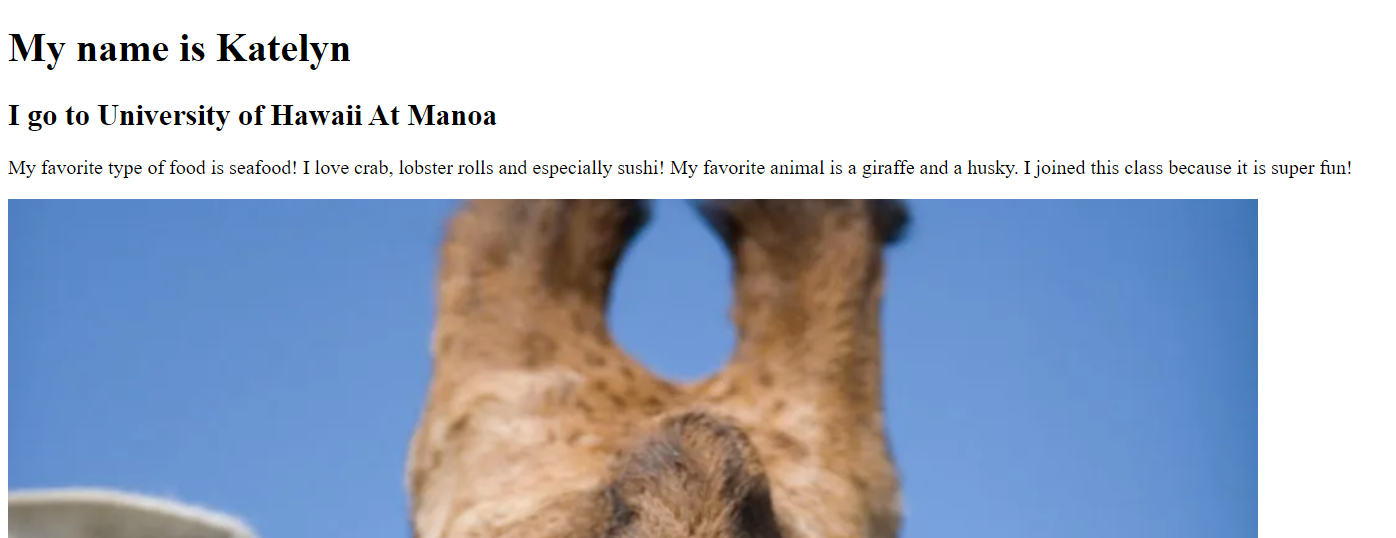 My name is Katelyn
I go to University of Hawaii At Manoa
My favorite type of food is seafood! I love crab, lobster rolls and especially sushi! My favorite animal is a giraffe and a husky. I joined this class because it is super fun!